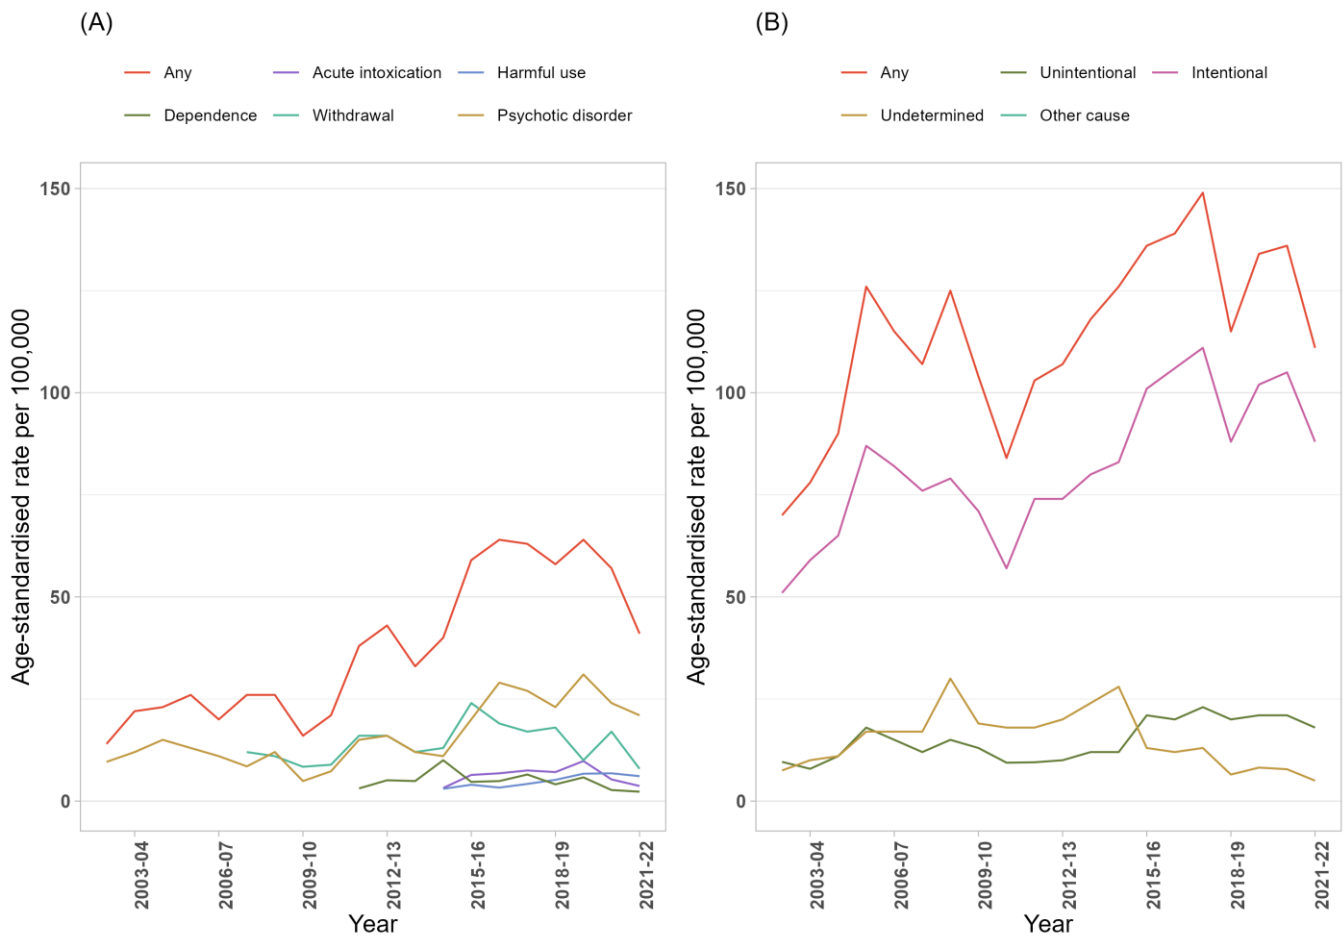 (A)
Any
Acute intoxication
Harmful use
Dependence
Withdrawal
Psychotic disorder
150
100
50
0
Age-standardised rate per 100,000
2003-04
2006-07
2009-10
2012-13
2015-16
2018-19
2021-22
Year
(B)
Any
Unintentional
Intentional
Undetermined
Other cause
150
100
50
0
Age-standardised rate per 100,000
2003-04
2006-07
2009-10
2012-13
2015-16
2018-19
2021-22
Year